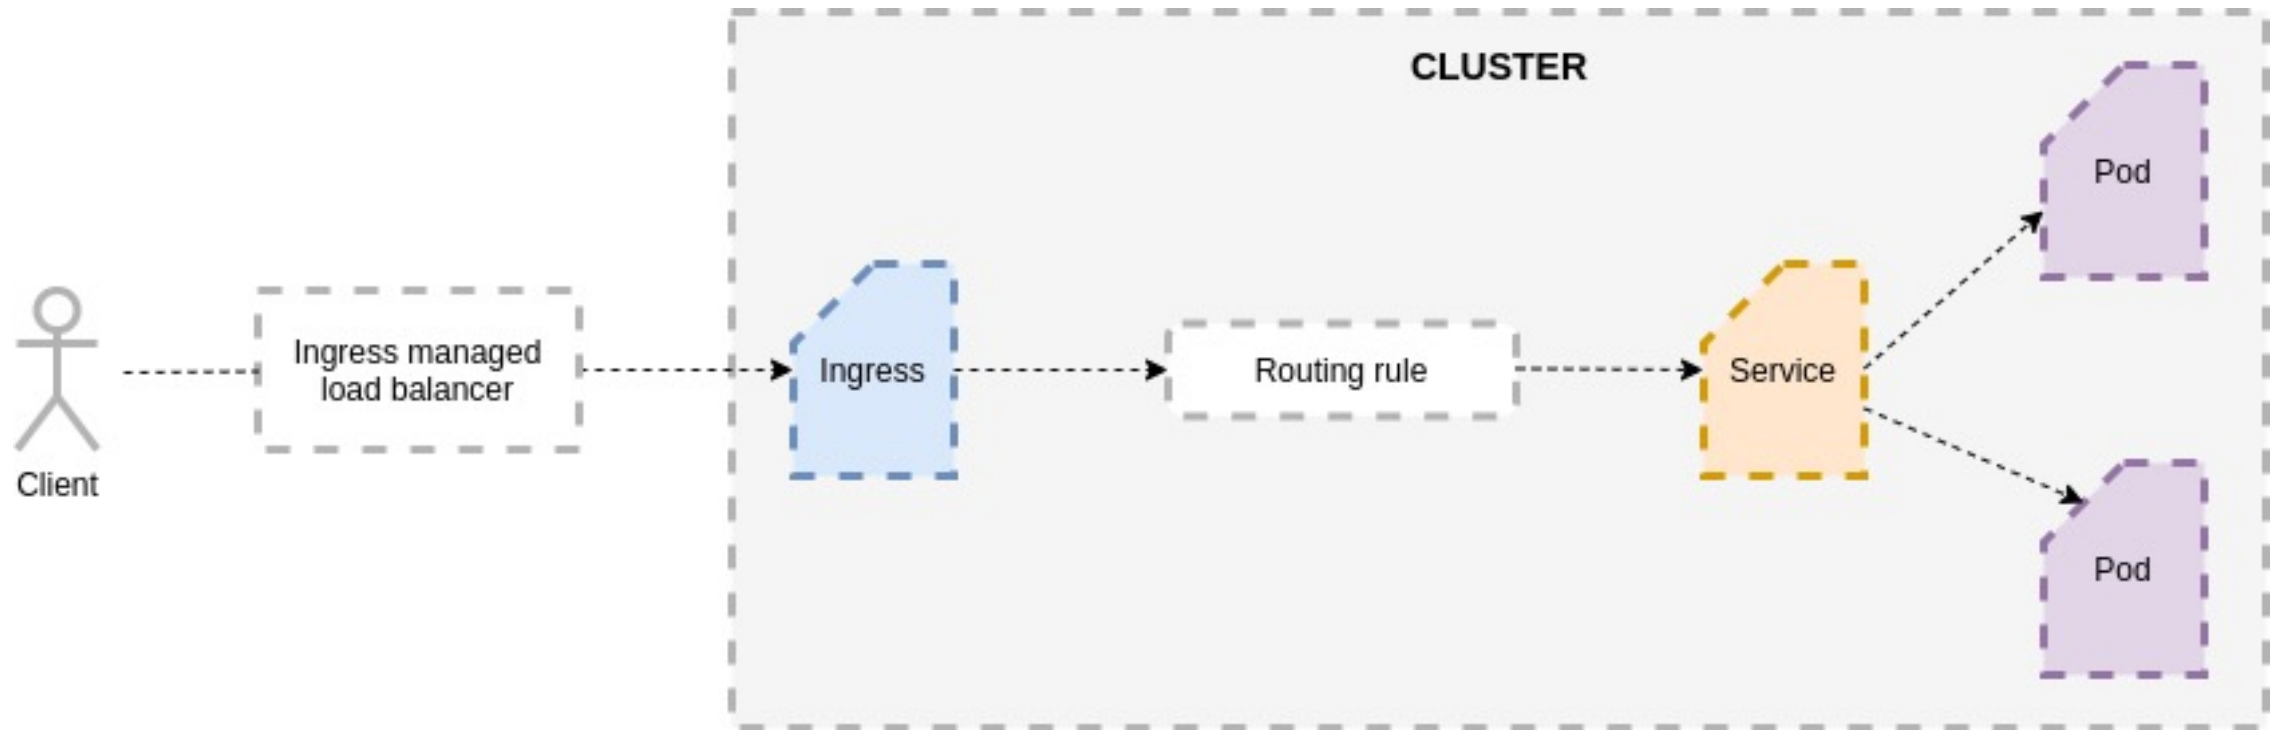 CLUSTER
Client
Ingress managed
load balancer
Ingress
Routing rule
Service
Pod
Pod